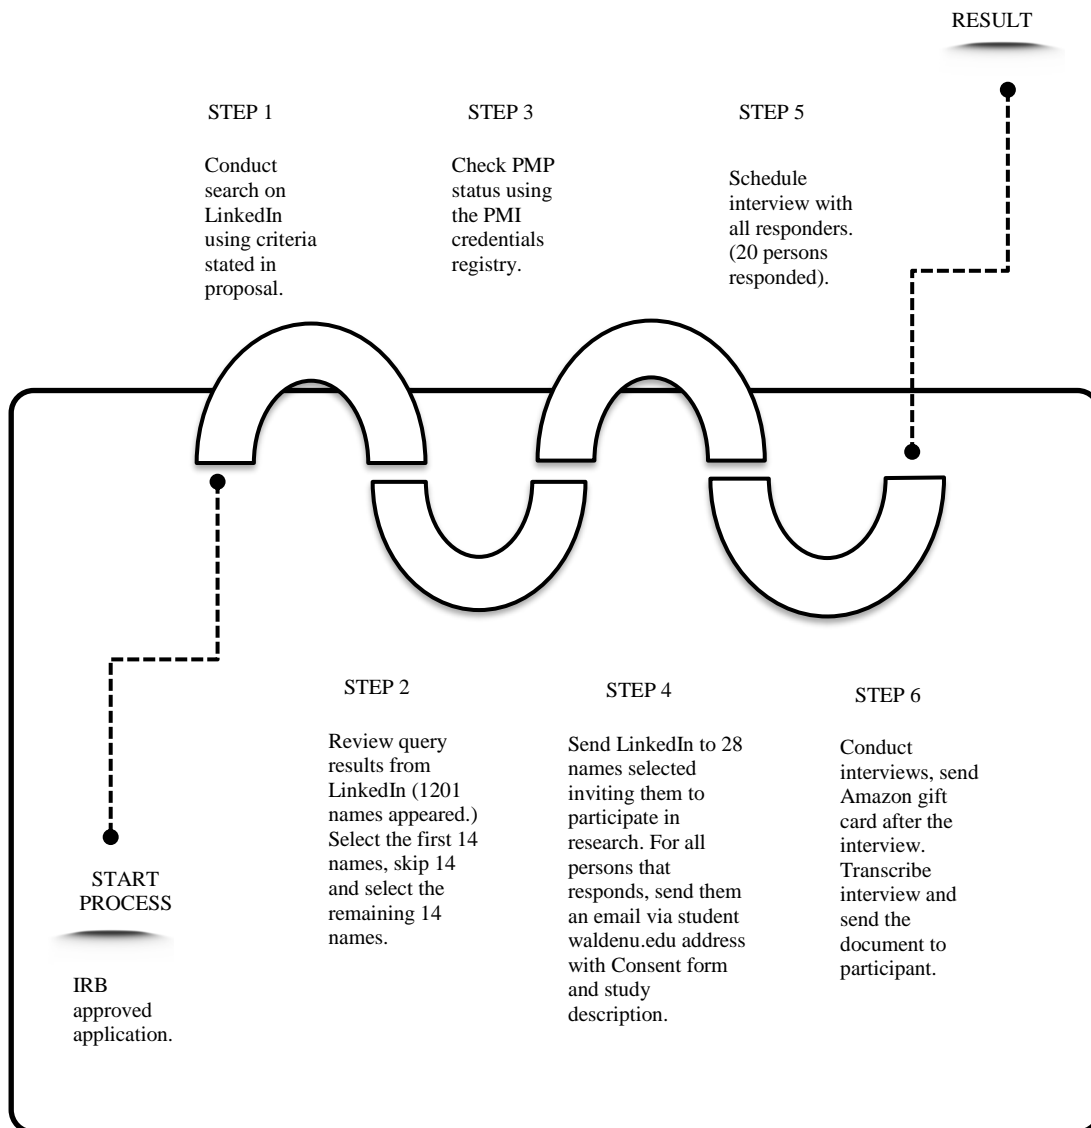 RESULT
STEP 1
Conduct
search on
LinkedIn
using criteria
stated in
proposal.
STEP 3
Check PMP
status using
the PMI
credentials
registry.
STEP 5
Schedule
interview with
all responders.
(20 persons
responded).
STEP 2
Review query
results from
LinkedIn (1201
names appeared.)
Select the first 14
names, skip 14
and select the
remaining 14
names.
STEP 4
Send LinkedIn to 28
names selected
inviting them to
participate in
research. For all
persons that
responds, send them
an email via student
waldenu.edu address
with Consent form
and study
description.
STEP 6
Conduct
interviews, send
Amazon gift
card after the
interview.
Transcribe
interview and
send the
document to
participant.
START
PROCESS
IRB
approved
application.